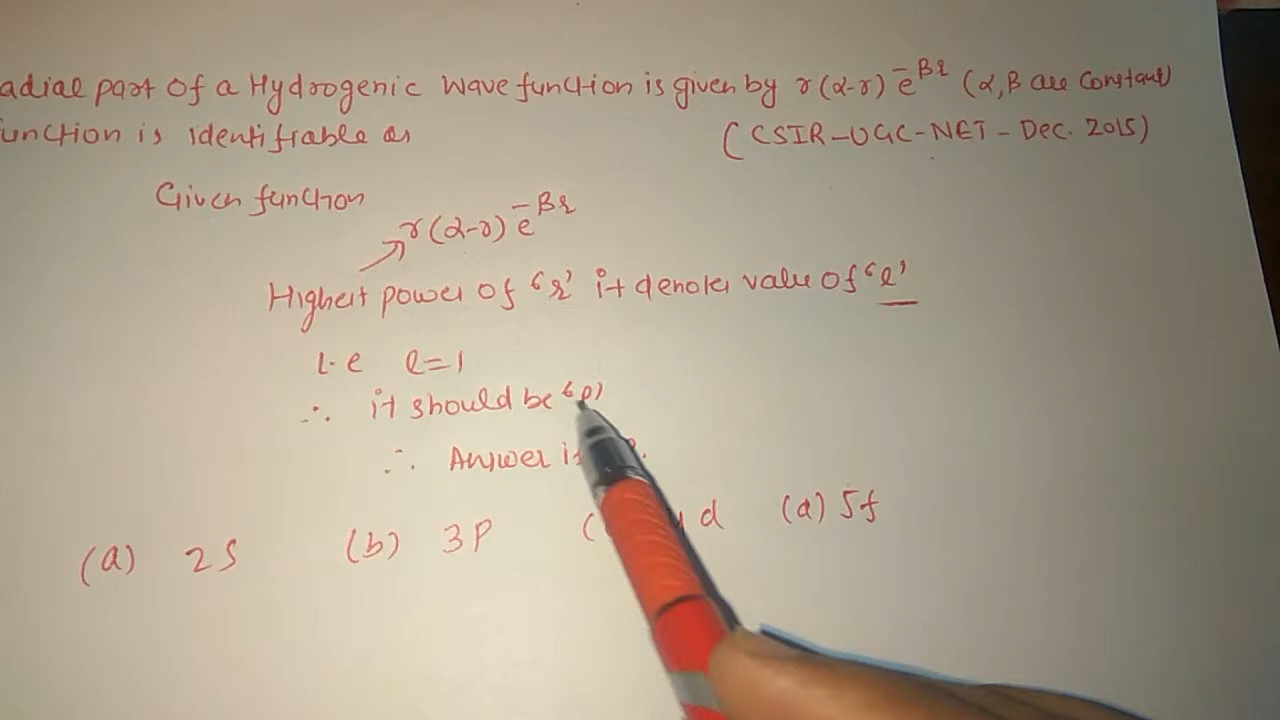 adial part of a Hydrogenic wave function is given by r(α-r) e^-βr (α, β are constant
unction is identifiable as (CSIR-UGC-NET-Dec. 2015)
Given function
r(α-r) e^-βr
Highest power of 'r' it denotes value of 'l'
i.e l=1
∴ it should be 'p'
∴ Answer is
(a) 2S (b) 3P ( d (d) 5f